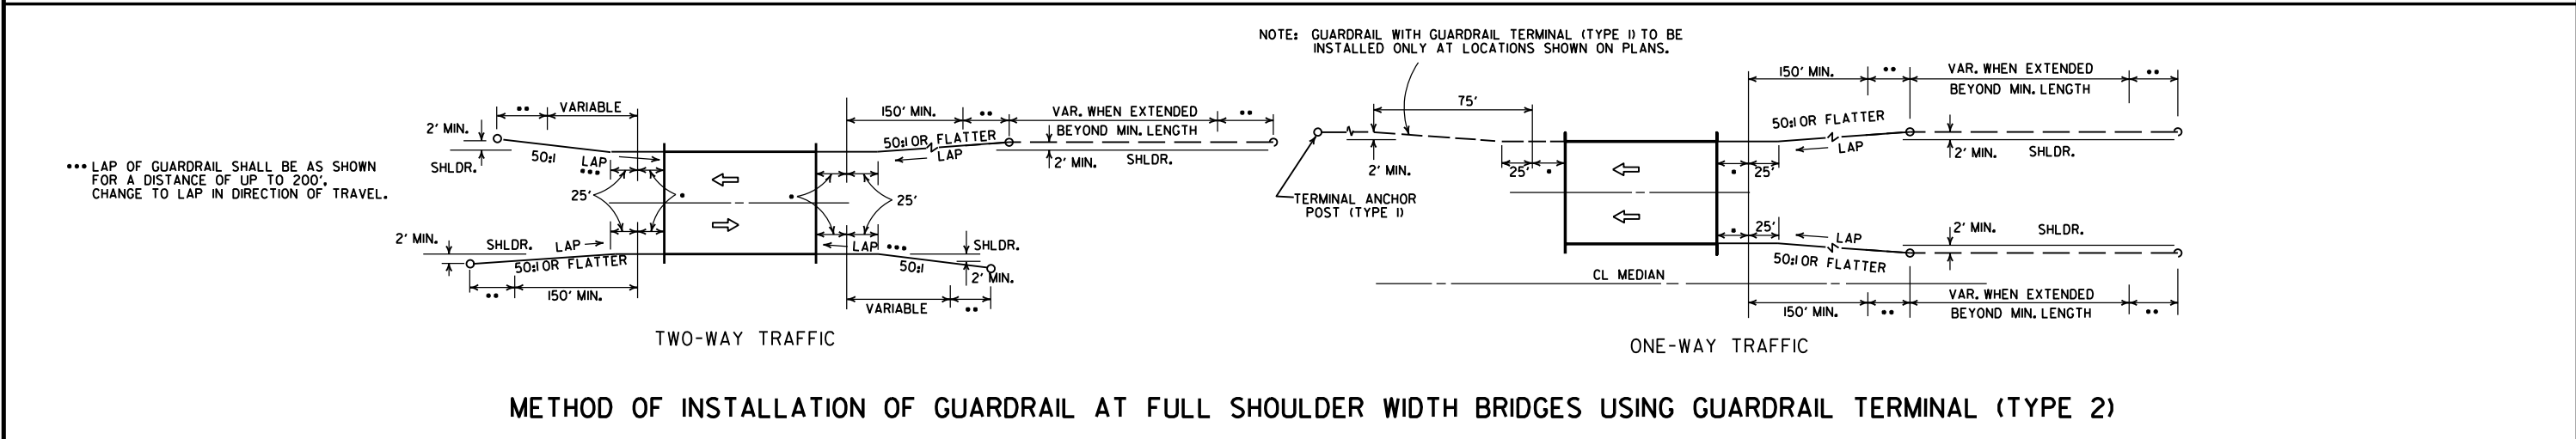 ••• LAP OF GUARDRAIL SHALL BE AS SHOWN
FOR A DISTANCE OF UP TO 200'.
CHANGE TO LAP IN DIRECTION OF TRAVEL.
•• VARIABLE
2' MIN.
SHLDR.
50:1
LAP
•••
25'
•
150' MIN. •• VAR. WHEN EXTENDED ••
BEYOND MIN. LENGTH
50:1 OR FLATTER
LAP
2' MIN. SHLDR.
•
25'
2' MIN. SHLDR. LAP
50:1 OR FLATTER
•• 150' MIN.
LAP ••• SHLDR.
50:1
2' MIN.
VARIABLE ••
TWO-WAY TRAFFIC
NOTE: GUARDRAIL WITH GUARDRAIL TERMINAL (TYPE 1) TO BE
INSTALLED ONLY AT LOCATIONS SHOWN ON PLANS.
75'
2' MIN.
25' •
TERMINAL ANCHOR
POST (TYPE 1)
150' MIN. •• VAR. WHEN EXTENDED ••
BEYOND MIN. LENGTH
50:1 OR FLATTER
LAP
2' MIN. SHLDR.
• 25'
• 25'
LAP
2' MIN. SHLDR.
50:1 OR FLATTER
CL MEDIAN
150' MIN. •• VAR. WHEN EXTENDED ••
BEYOND MIN. LENGTH
ONE-WAY TRAFFIC
METHOD OF INSTALLATION OF GUARDRAIL AT FULL SHOULDER WIDTH BRIDGES USING GUARDRAIL TERMINAL (TYPE 2)